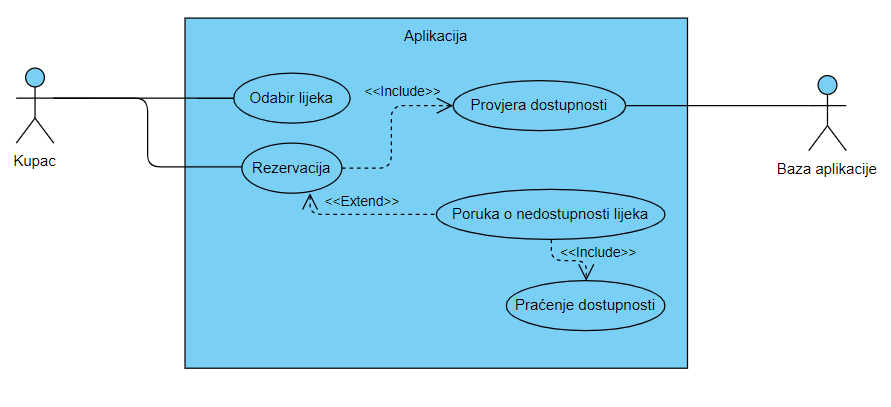 Aplikacija
Kupac
Odabir lijeka
<<Include>>
Provjera dostupnosti
Baza aplikacije
Rezervacija
<<Extend>>
Poruka o nedostupnosti lijeka
<<Include>>
Praćenje dostupnosti